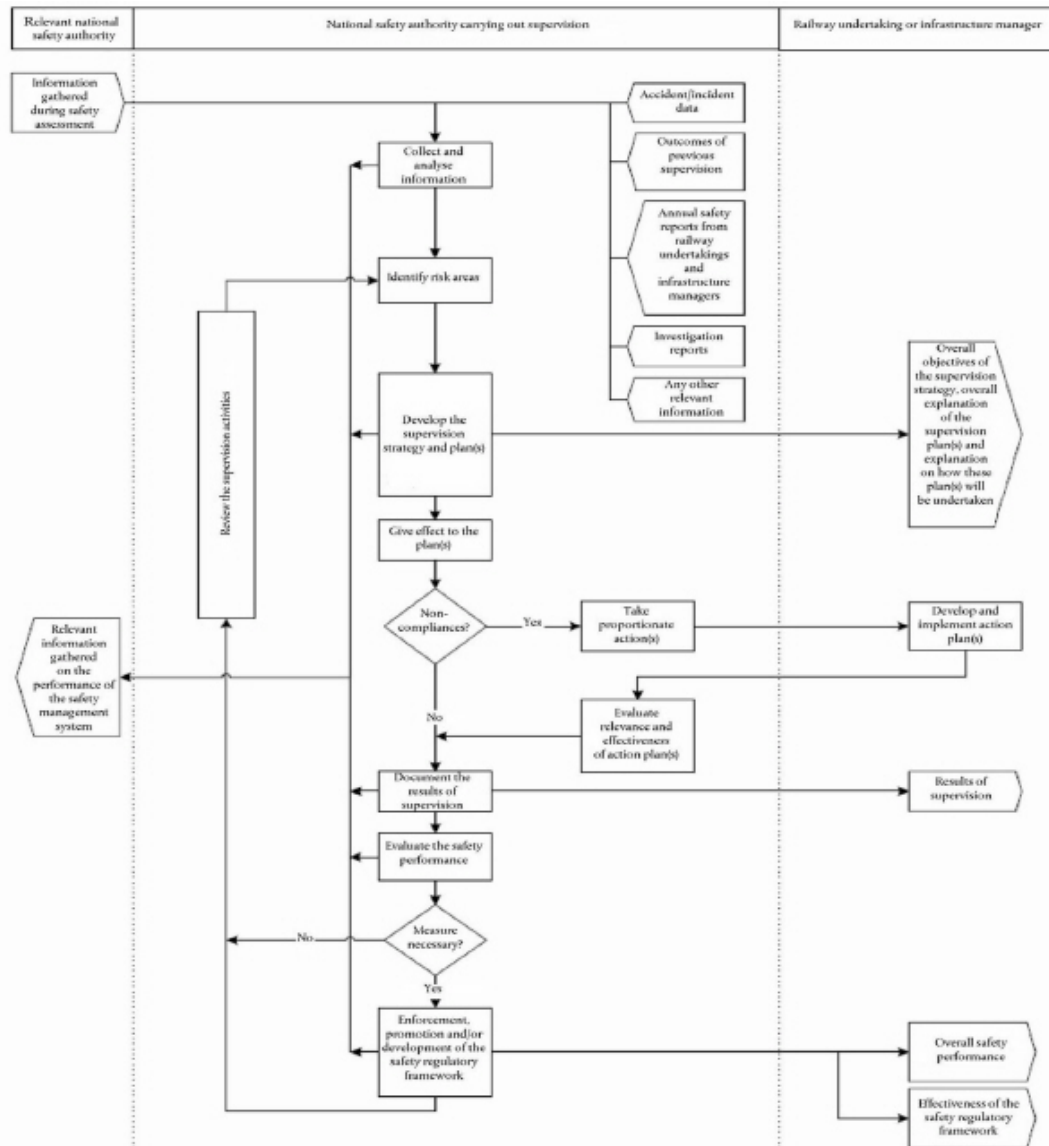 Relevant national
safety authority
National safety authority carrying out supervision
Railway undertaking or infrastructure manager
Information
gathered
during safety
assessment
Accident/incident
data
Collect and
analyse
information
Outcomes of
previous
supervision
Annual safety
reports from
railway
undertakings
and
infrastructure
managers
Identify risk areas
Investigation
reports
Any other
relevant
information
Develop the
supervision
strategy and plan(s)
Overall
objectives of
the supervision
strategy, overall
explanation
of the
supervision
plan(s) and
explanation
on how these
plan(s) will
be undertaken
Review the supervision activities
Give effect to the
plan(s)
Non-
compliances?
Yes
Take
proportionate
action(s)
Develop and
implement action
plan(s)
Relevant
information
gathered
on the
performance of
the safety
management
system
No
Evaluate
relevance and
effectiveness
of action plan(s)
Document the
results of
supervision
Results of
supervision
Evaluate the safety
performance
Measure
necessary?
No
Yes
Enforcement,
promotion and/or
development of the
safety regulatory
framework
Overall safety
performance
Effectiveness of the
safety regulatory
framework